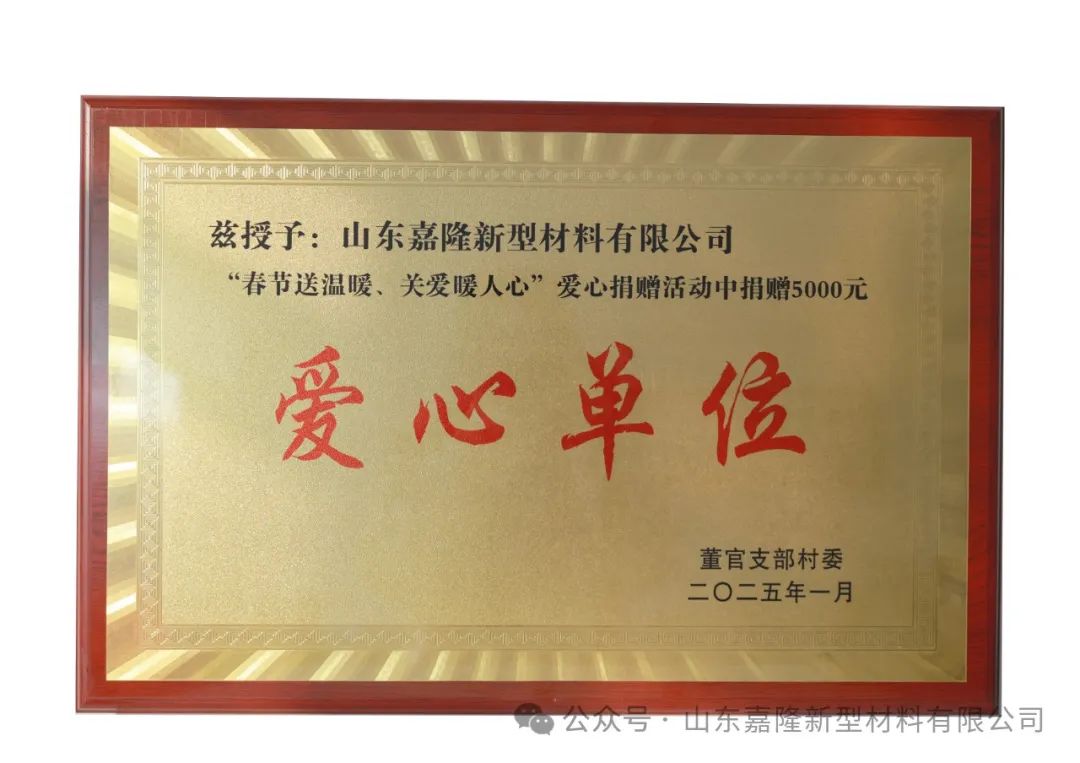 兹授予：山东嘉隆新型材料有限公司
“春节送温暖、关爱暖人心”爱心捐赠活动中捐赠5000元
爱心单位
董官支部村委
二〇二五年一月
公众号·山东嘉隆新型材料有限公司